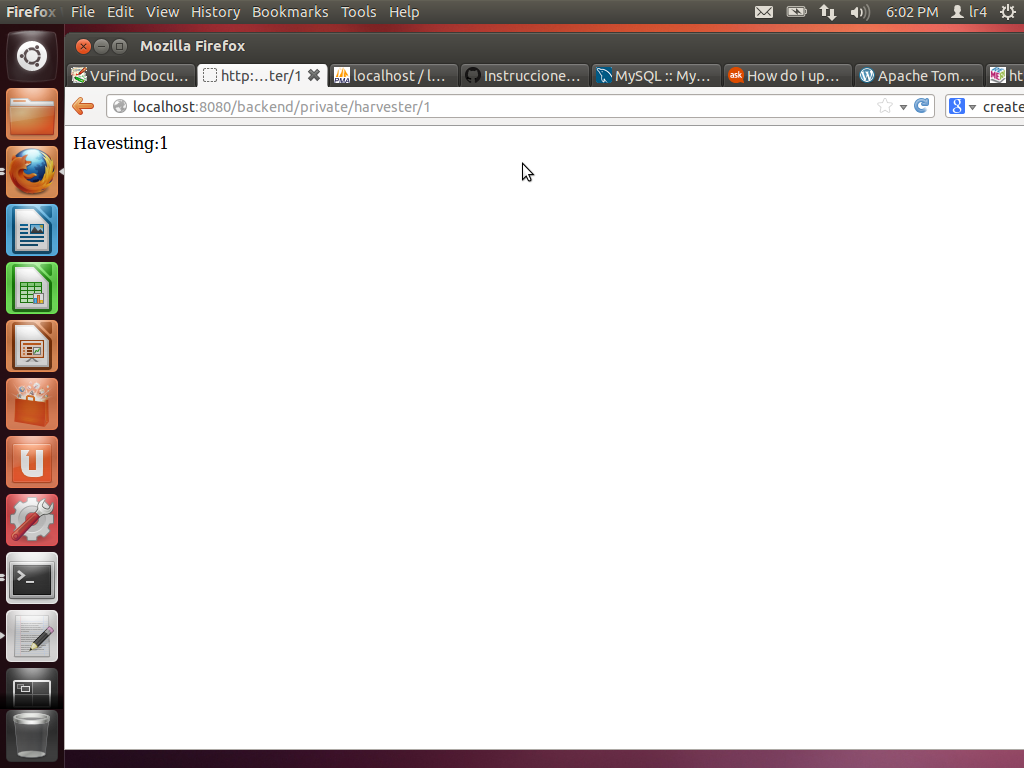 Firefox File Edit View History Bookmarks Tools Help 6:02 PM lr4
Mozilla Firefox
VuFind Docu... http:...ter/1 localhost / l... Instruccione... MySQL :: My... ask How do I up... Apache Tom... ht
localhost:8080/backend/private/harvester/1 8 create
Havesting:1